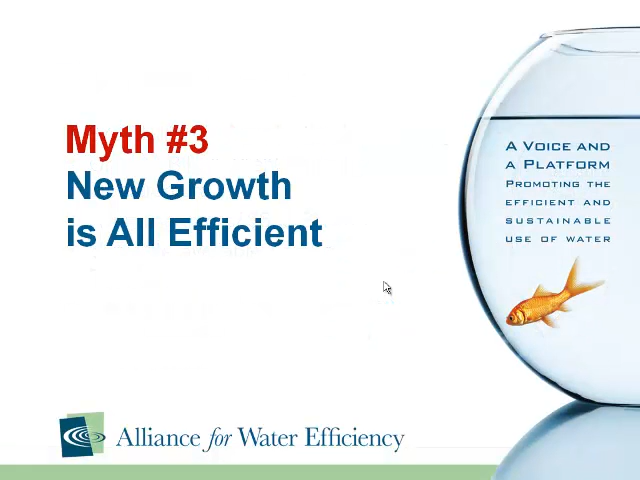 Myth #3
New Growth
is All Efficient
A VOICE AND
A PLATFORM
PROMOTING THE
EFFICIENT AND
SUSTAINABLE
USE OF WATER
Alliance for Water Efficiency